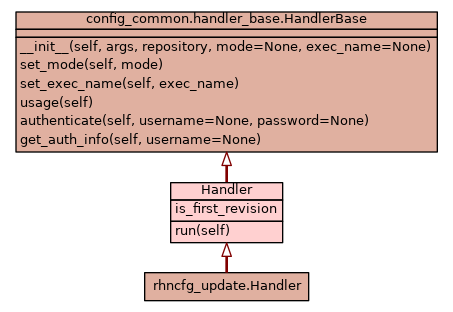 config_common.handler_base.HandlerBase
__init__(self, args, repository, mode=None, exec_name=None)
set_mode(self, mode)
set_exec_name(self, exec_name)
usage(self)
authenticate(self, username=None, password=None)
get_auth_info(self, username=None)
Handler
is_first_revision
run(self)
rhncfg_update.Handler